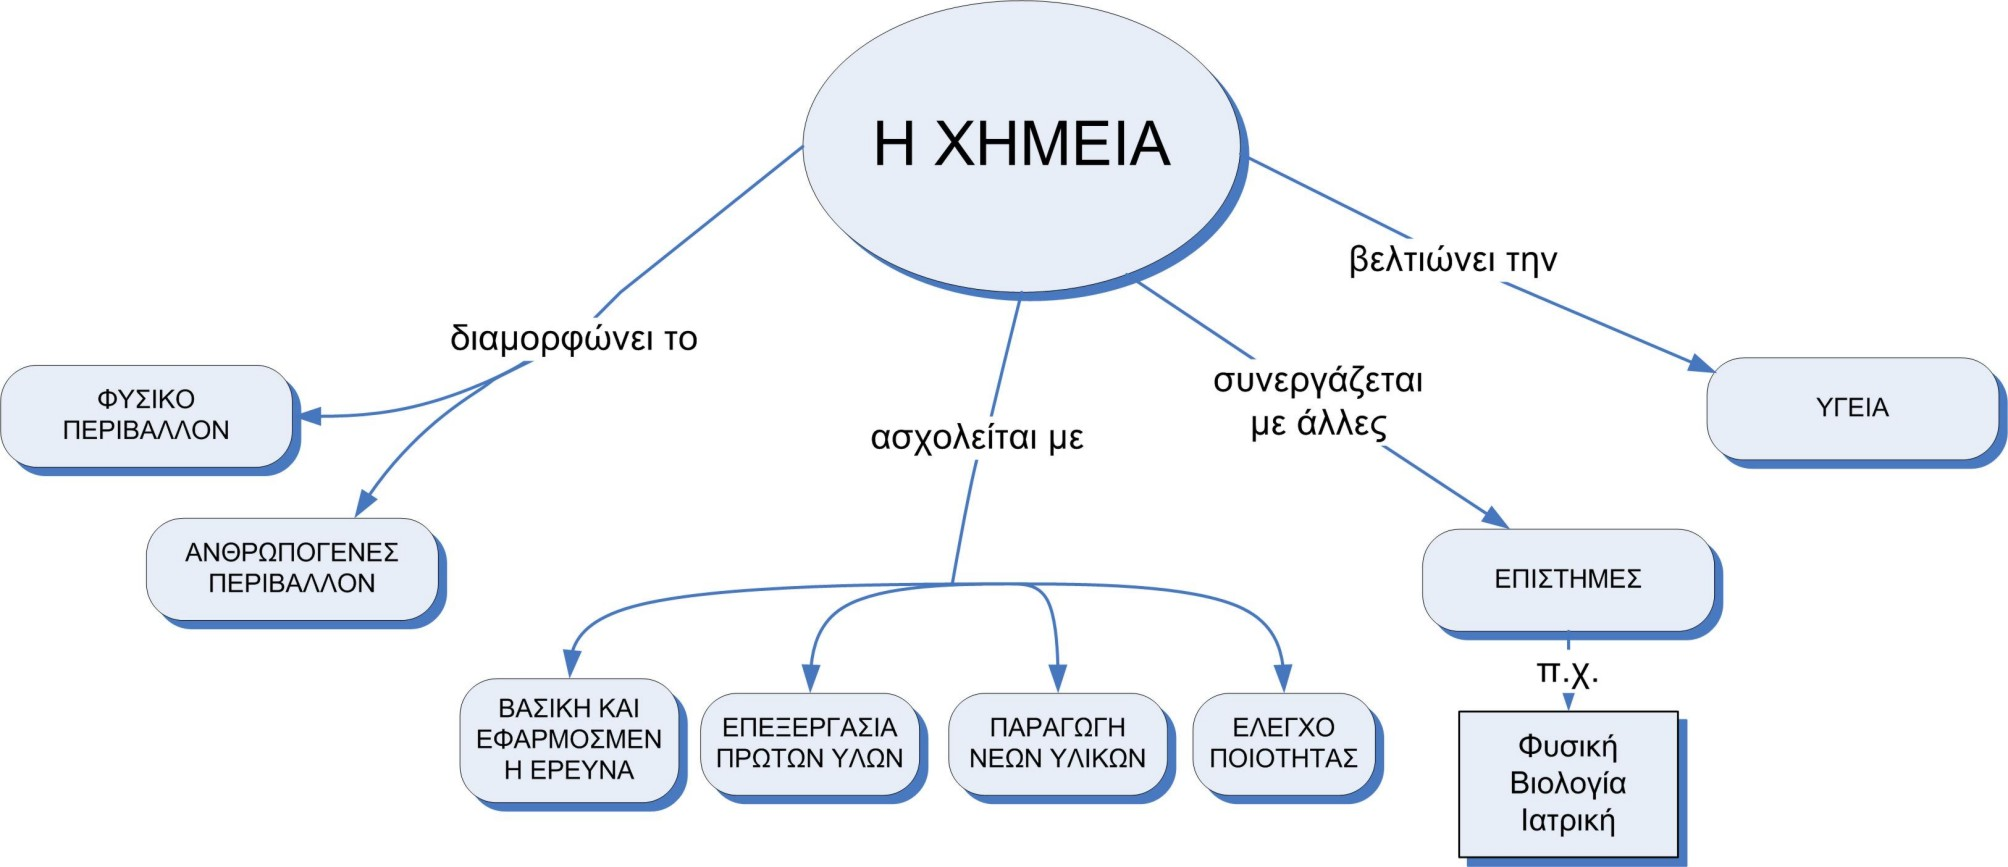 Η ΧΗΜΕΙΑ
βελτιώνει την
διαμορφώνει το
συνεργάζεται
με άλλες
ασχολείται με
ΦΥΣΙΚΟ
ΠΕΡΙΒΑΛΛΟΝ
ΥΓΕΙΑ
ΑΝΘΡΩΠΟΓΕΝΕΣ
ΠΕΡΙΒΑΛΛΟΝ
ΕΠΙΣΤΗΜΕΣ
π.χ.
ΒΑΣΙΚΗ ΚΑΙ
ΕΦΑΡΜΟΣΜΕΝ
Η ΕΡΕΥΝΑ
ΕΠΕΞΕΡΓΑΣΙΑ
ΠΡΩΤΩΝ ΥΛΩΝ
ΠΑΡΑΓΩΓΗ
ΝΕΩΝ ΥΛΙΚΩΝ
ΕΛΕΓΧΟ
ΠΟΙΟΤΗΤΑΣ
Φυσική
Βιολογία
Ιατρική